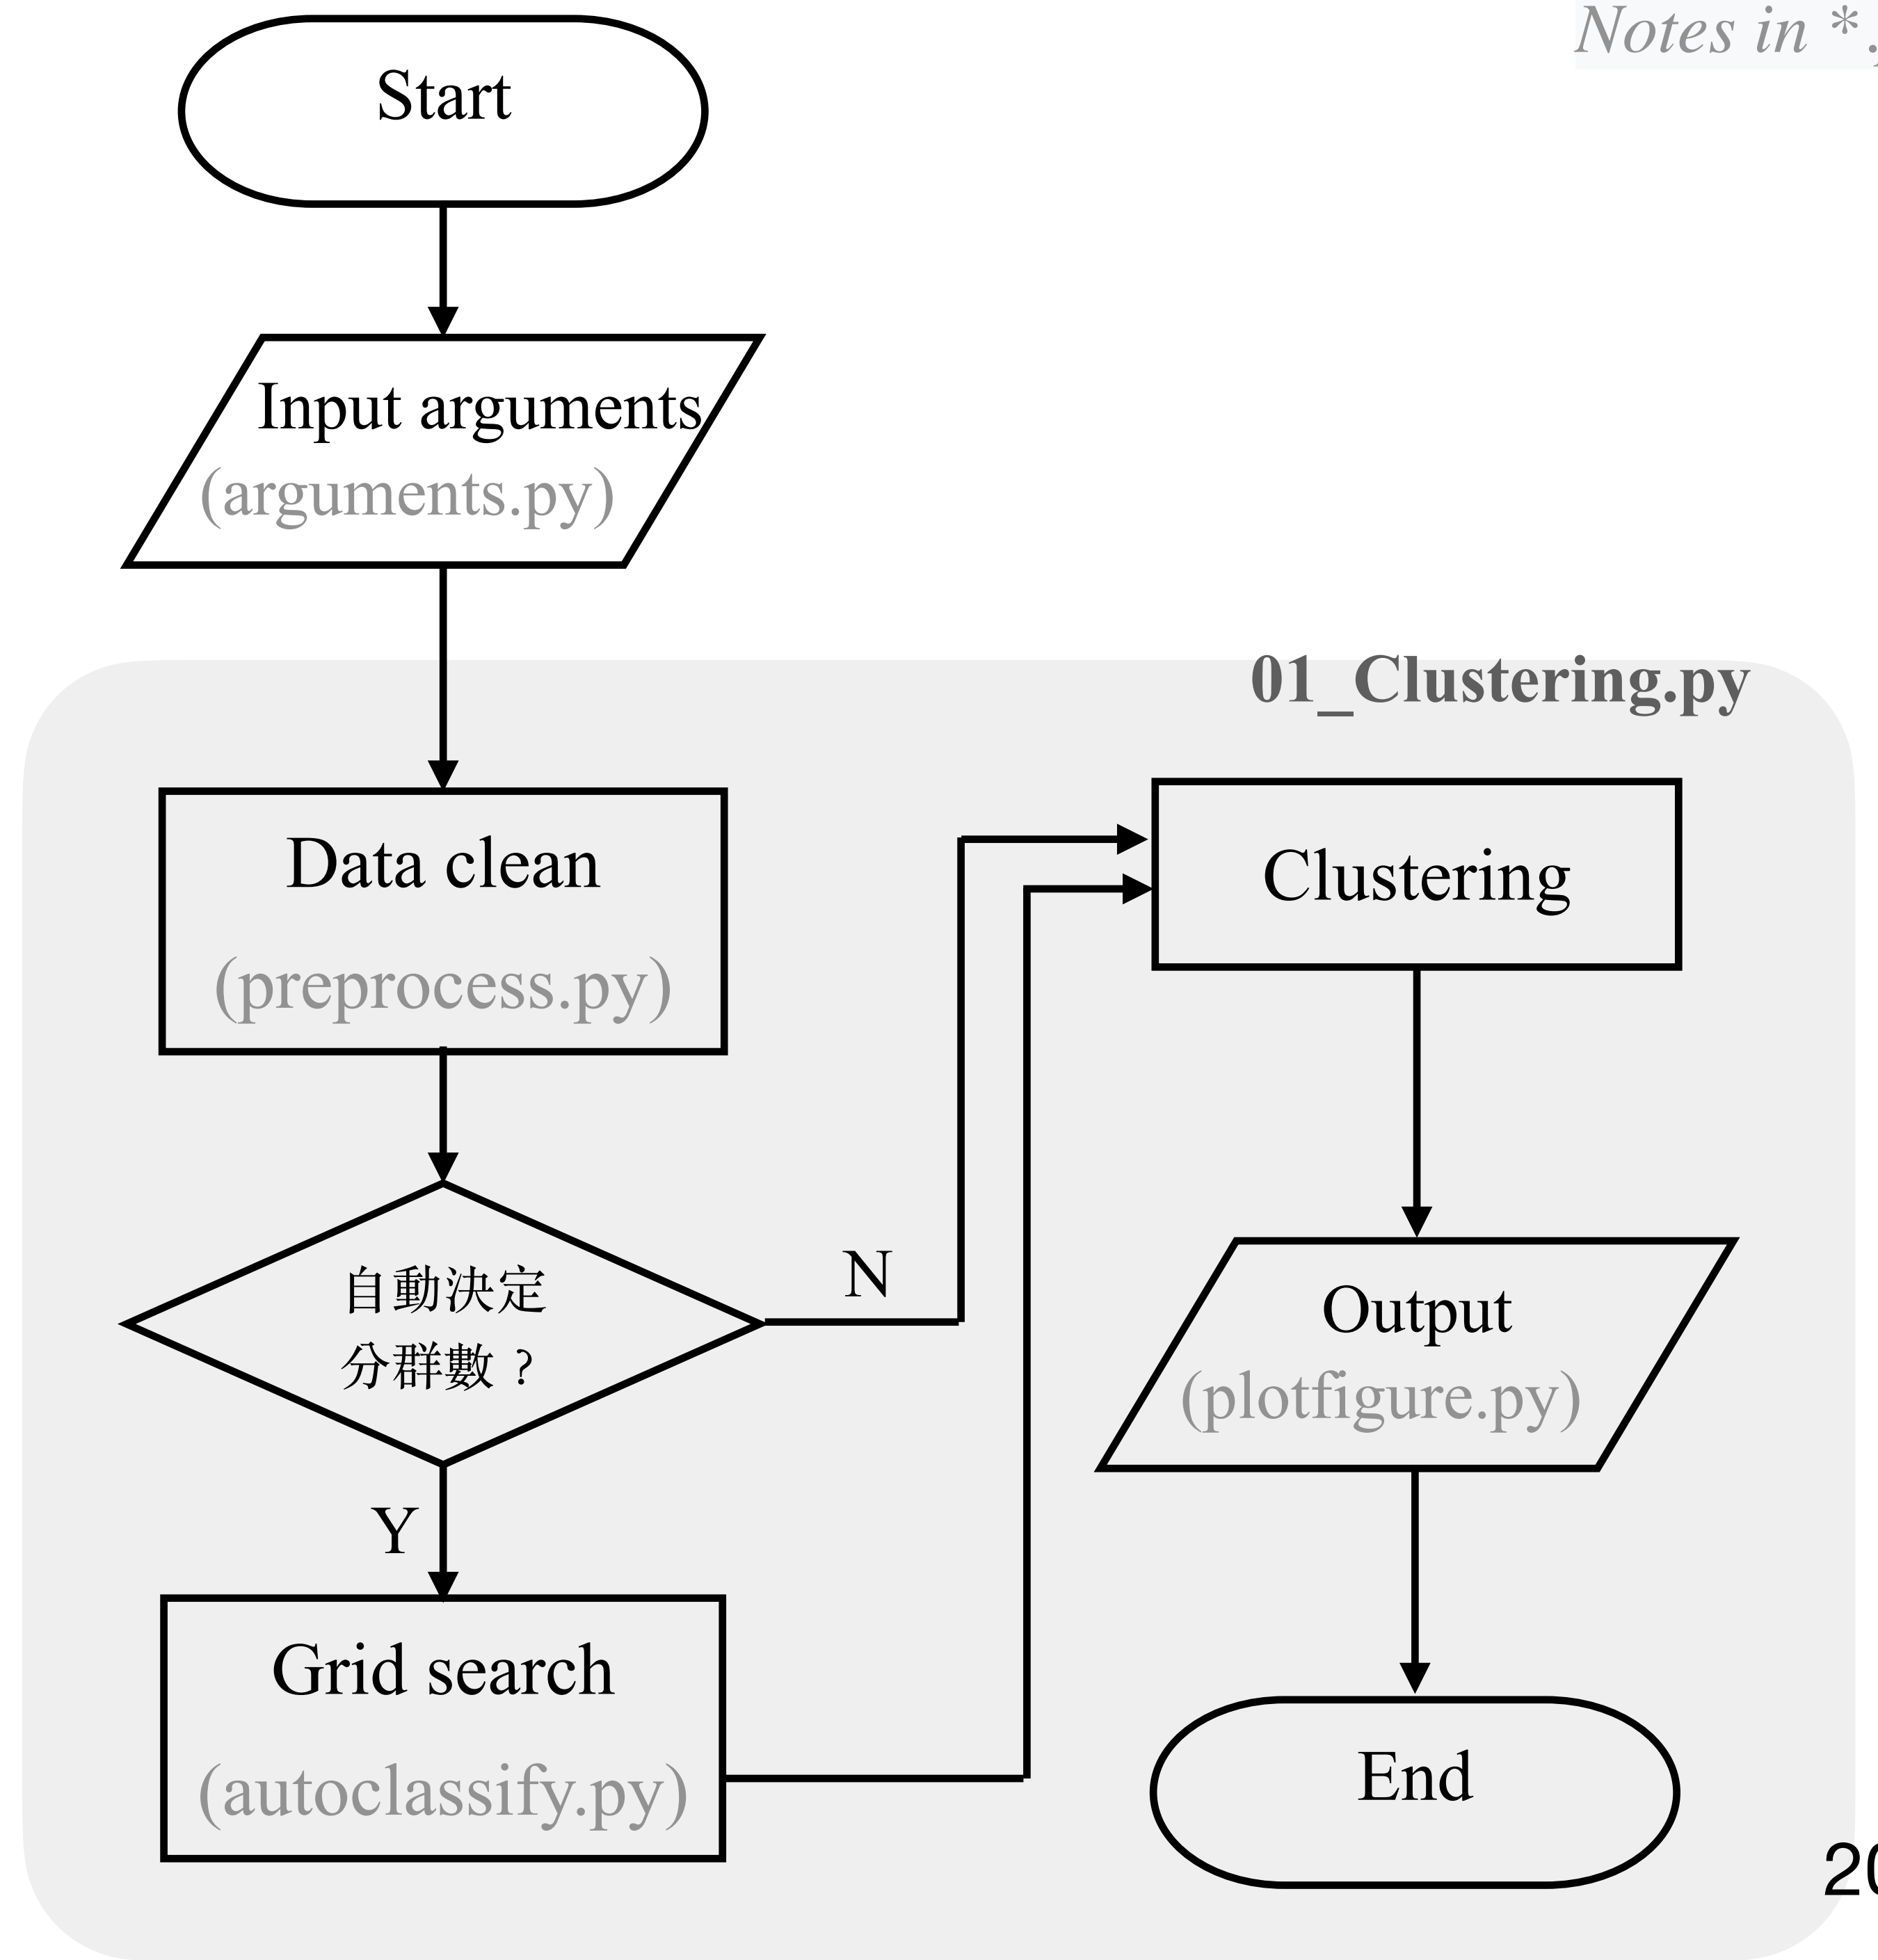 Notes in *.
Start
Input arguments
(arguments.py)
01_Clustering.py
Data clean
(preprocess.py)
自動決定
分群數？
N
Y
Grid search
(autoclassify.py)
Clustering
Output
(plotfigure.py)
End